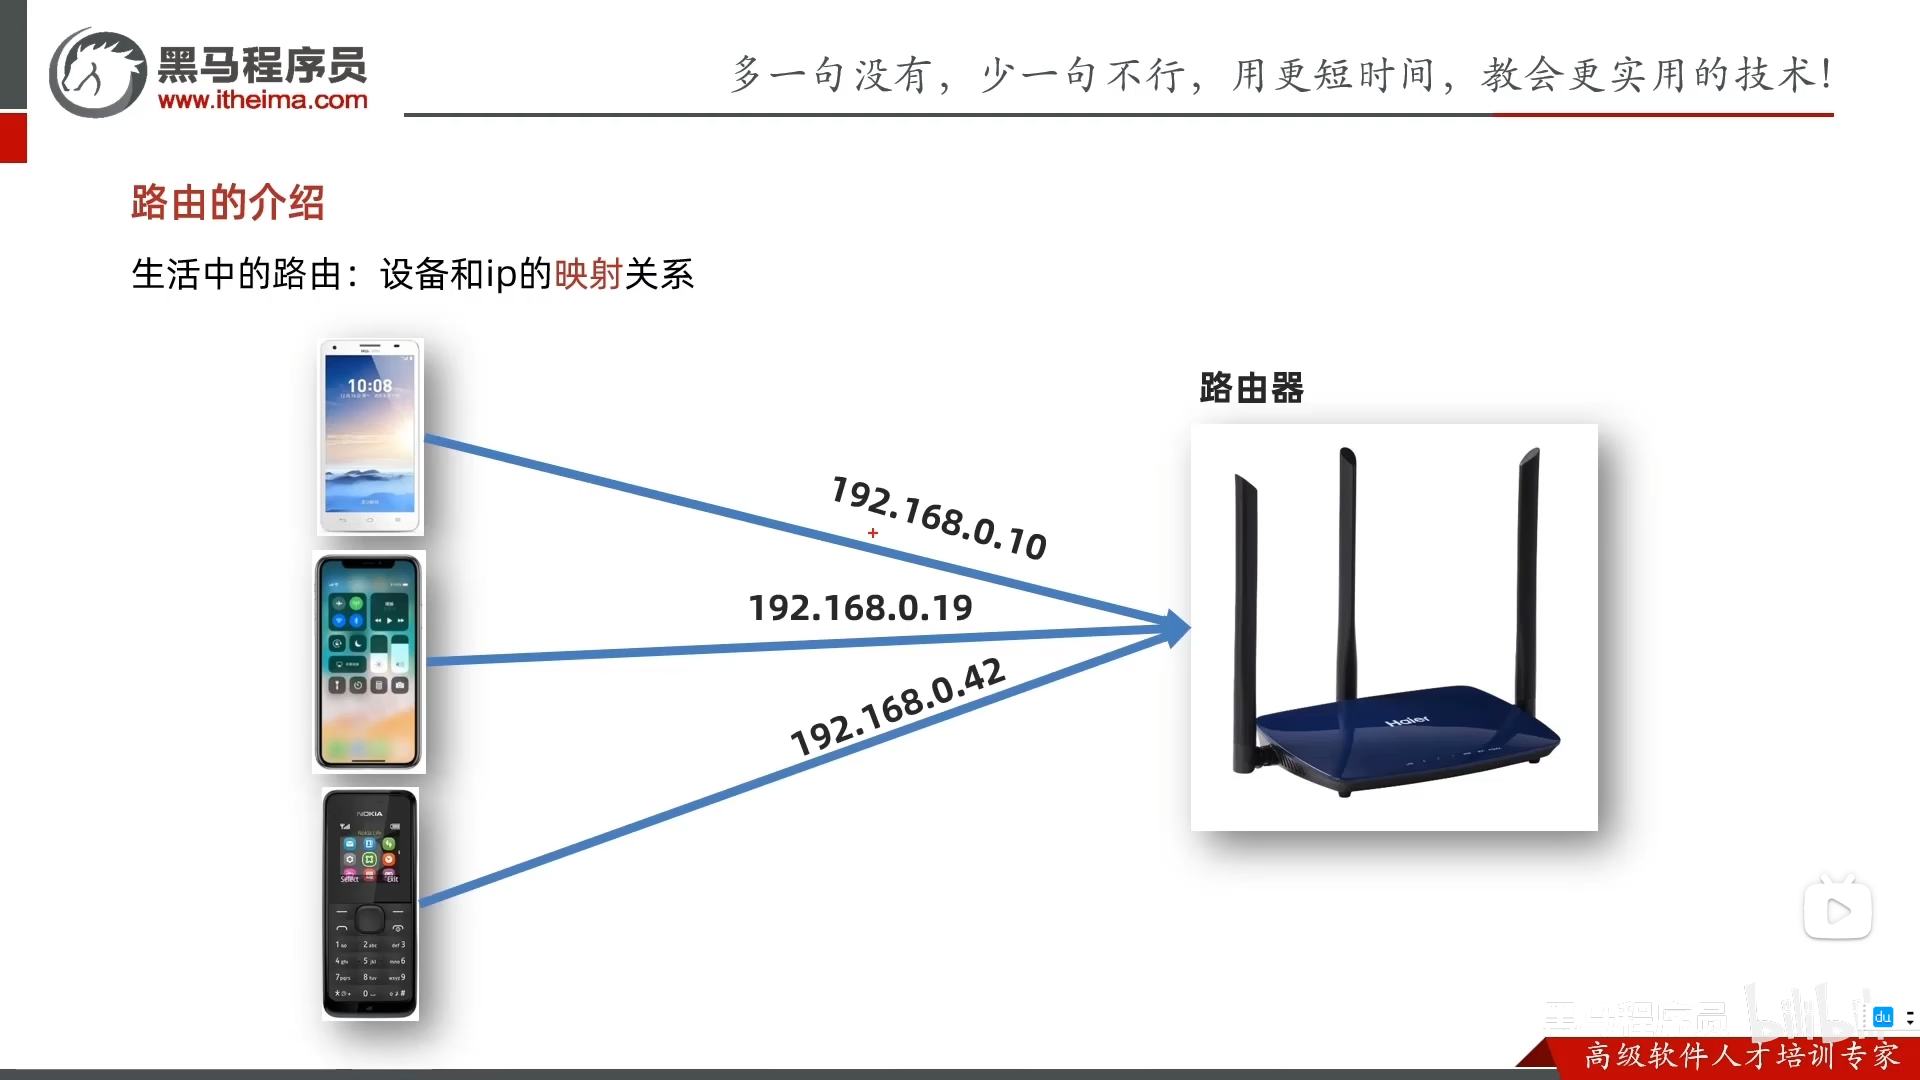 黑马程序员
www.itheima.com
多一句没有，少一句不行，用更短时间，教会更实用的技术！
路由的介绍
生活中的路由：设备和ip的映射关系
10:08
路由器
192.168.0.10
192.168.0.19
192.168.0.42
Haier
NOKIA
Select
Exit
黑马程序员
bilibili
du
高级软件人才培训专家